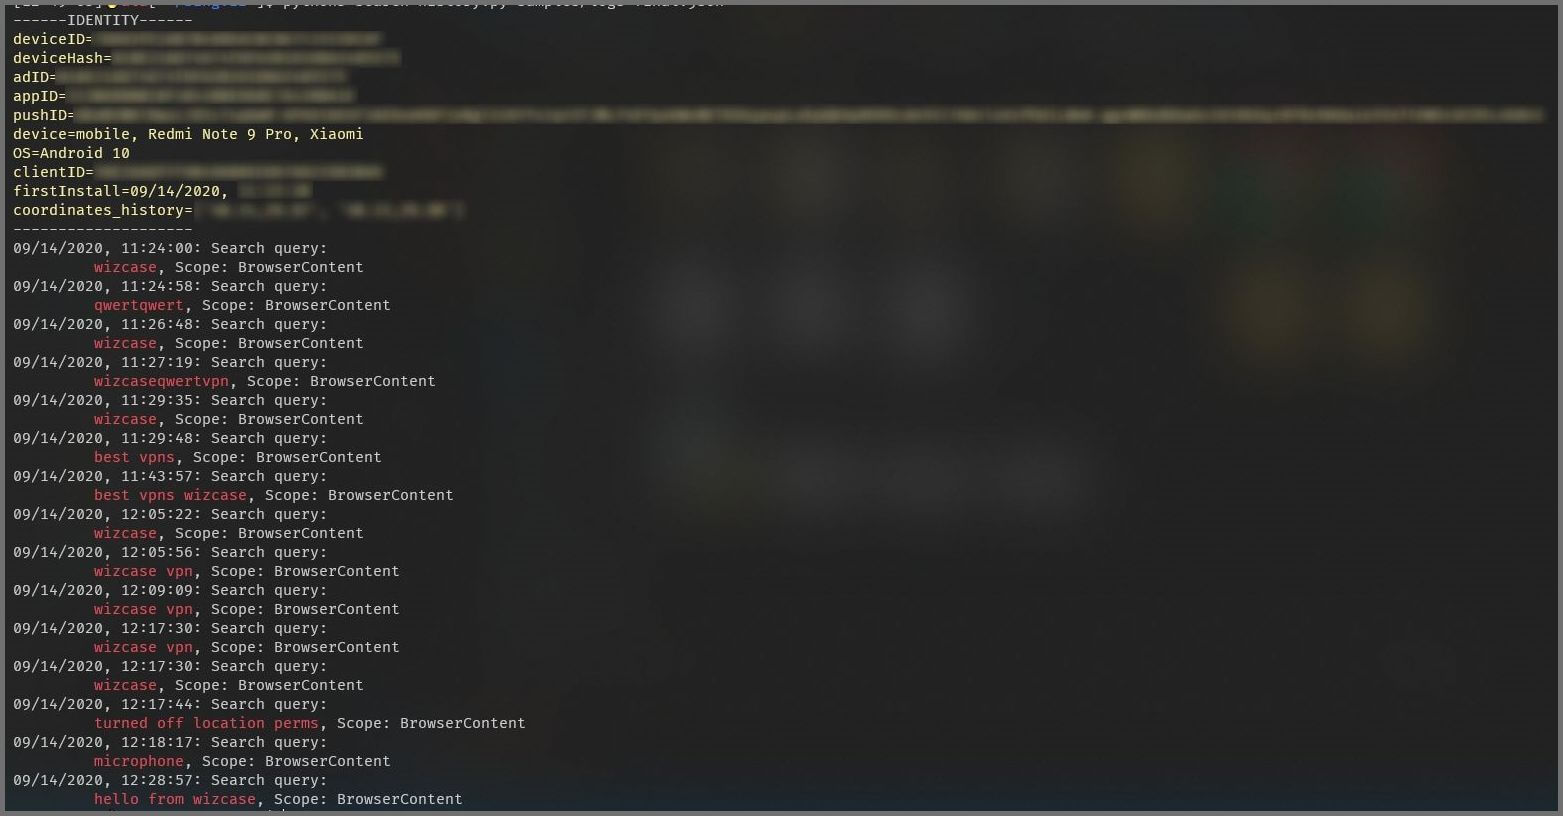 ------IDENTITY------
deviceID=
deviceHash=
adID=
appID=
pushID=
device=mobile, Redmi Note 9 Pro, Xiaomi
OS=Android 10
clientID=
firstInstall=09/14/2020,
coordinates_history=
--------------------
09/14/2020, 11:24:00: Search query:
wizcase, Scope: BrowserContent
09/14/2020, 11:24:58: Search query:
qwertqwert, Scope: BrowserContent
09/14/2020, 11:26:48: Search query:
wizcase, Scope: BrowserContent
09/14/2020, 11:27:19: Search query:
wizcaseqwertvpn, Scope: BrowserContent
09/14/2020, 11:29:35: Search query:
wizcase, Scope: BrowserContent
09/14/2020, 11:29:48: Search query:
best vpns, Scope: BrowserContent
09/14/2020, 11:43:57: Search query:
best vpns wizcase, Scope: BrowserContent
09/14/2020, 12:05:22: Search query:
wizcase, Scope: BrowserContent
09/14/2020, 12:05:56: Search query:
wizcase vpn, Scope: BrowserContent
09/14/2020, 12:09:09: Search query:
wizcase vpn, Scope: BrowserContent
09/14/2020, 12:17:30: Search query:
wizcase vpn, Scope: BrowserContent
09/14/2020, 12:17:30: Search query:
wizcase, Scope: BrowserContent
09/14/2020, 12:17:44: Search query:
turned off location perms, Scope: BrowserContent
09/14/2020, 12:18:17: Search query:
microphone, Scope: BrowserContent
09/14/2020, 12:28:57: Search query:
hello from wizcase, Scope: BrowserContent